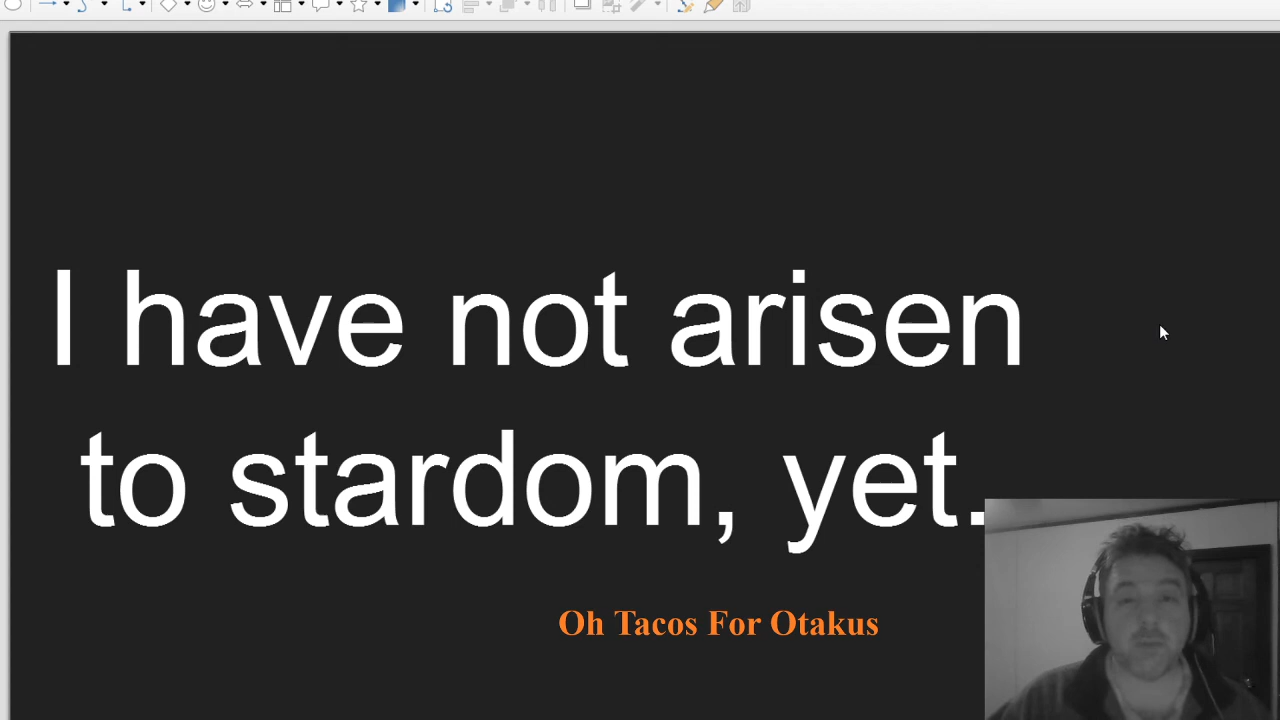 I have not arisen
to stardom, yet.
Oh Tacos For Otakus